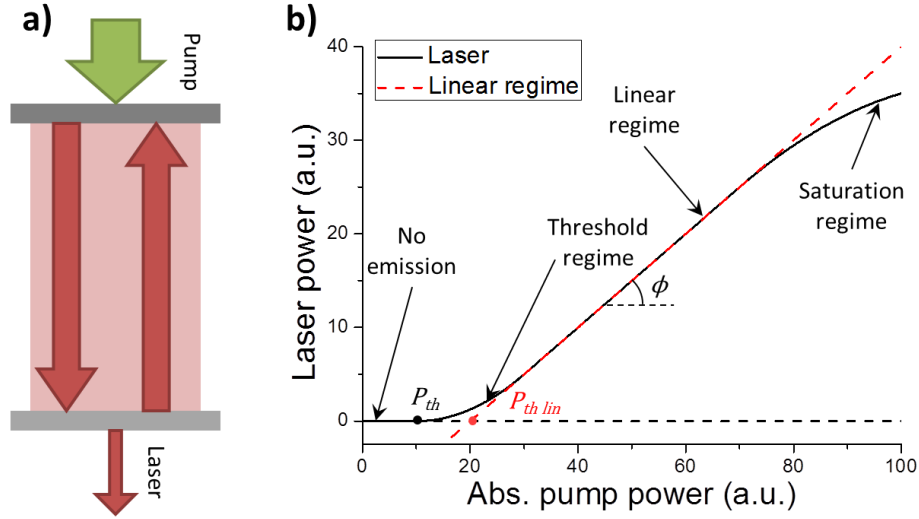 a)
Pump
Laser
b)
Laser
Linear regime
Linear
regime
Saturation
regime
No
emission
Threshold
regime
ϕ
P_th
P_th lin
Laser power (a.u.)
40
30
20
10
0
0
20
40
60
80
100
Abs. pump power (a.u.)